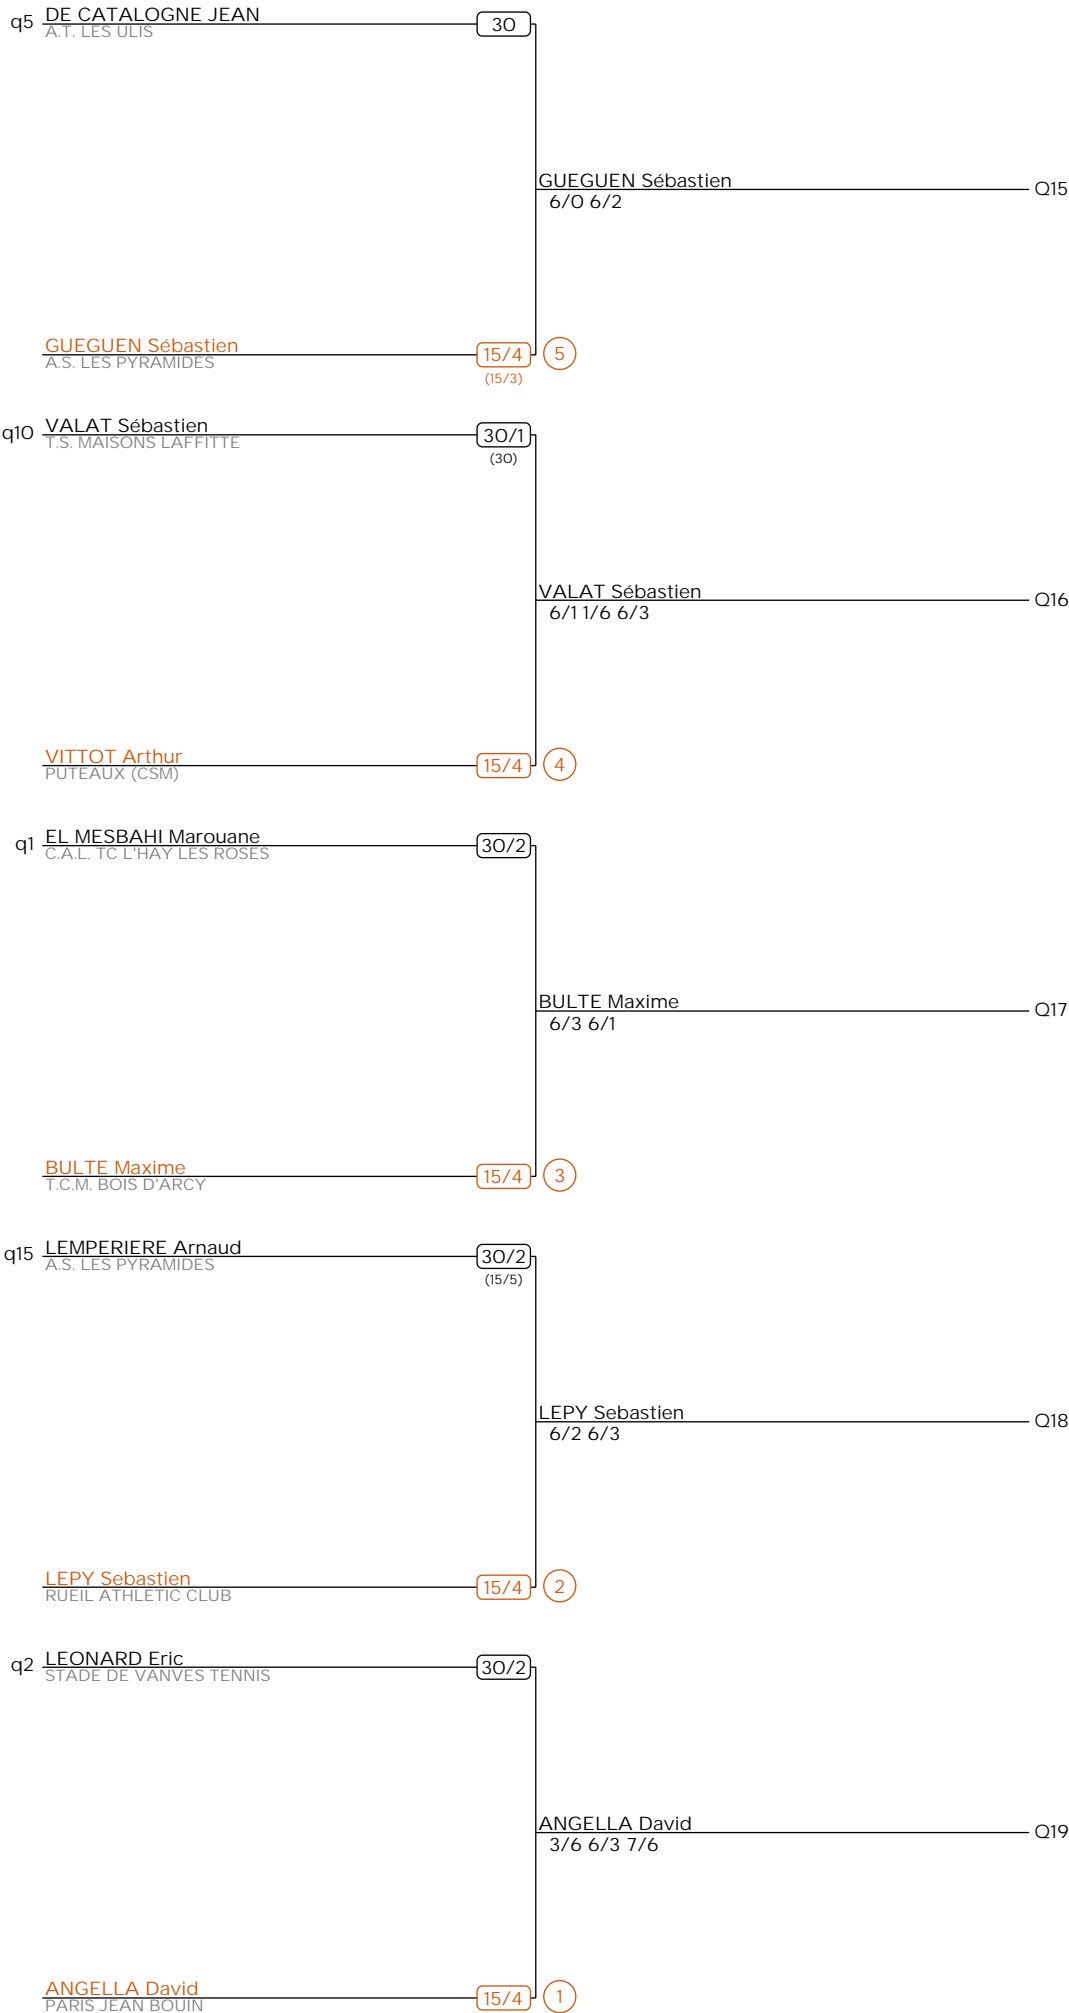 q5 DE CATALOGNE JEAN 30
A.T. LES ULIS
GUEGUEN Sébastien Q15
6/0 6/2
GUEGUEN Sébastien 15/4 5
A.S. LES PYRAMIDES
(15/3)
q10 VALAT Sébastien 30/1
T.S. MAISONS LAFFITTE
(30)
VALAT Sébastien Q16
6/1 1/6 6/3
VITTOT Arthur 15/4 4
PUTEAUX (CSM)
q1 EL MESBAHI Marouane 30/2
C.A.L. TC L'HAY LES ROSES
BULTE Maxime Q17
6/3 6/1
BULTE Maxime 15/4 3
T.C.M. BOIS D'ARCY
q15 LEMPERIERE Arnaud 30/2
A.S. LES PYRAMIDES
(15/5)
LEPY Sebastien Q18
6/2 6/3
LEPY Sebastien 15/4 2
RUEIL ATHLETIC CLUB
q2 LEONARD Eric 30/2
STADE DE VANVES TENNIS
ANGELLA David Q19
3/6 6/3 7/6
ANGELLA David 15/4 1
PARIS JEAN BOUIN